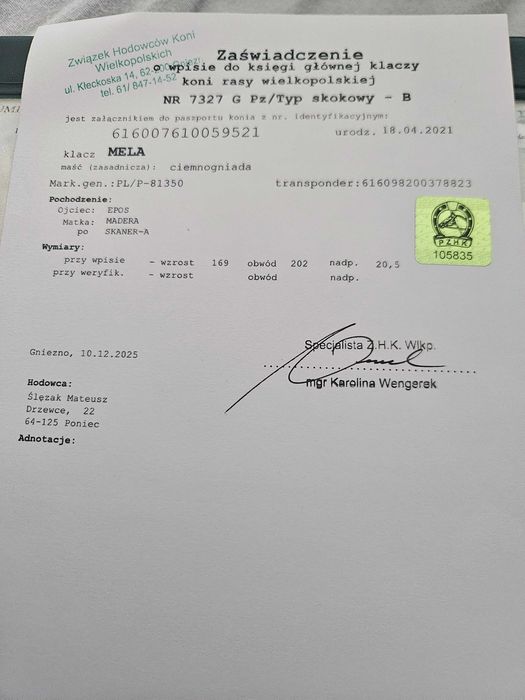 Związek Hodowców Koni
Wielkopolskich
ul. Kłeckoska 14, 62-200
tel. 61/ 847-14-52
Zaświadczenie
o wpisie do księgi głównej klaczy
koni rasy wielkopolskiej
NR 7327 G Pz/Typ skokowy - B
jest załącznikiem do paszportu konia z nr. identyfikacyjnym:
616007610059521 urodz. 18.04.2021
klacz MELA
maść (zasadnicza): ciemnogniada
Mark.gen.:PL/P-81350 transponder:616098200378823
Pochodzenie:
Ojciec: EPOS
Matka: MADERA
po SKANER-A
PZHK
105835
Wymiary:
przy wpisie - wzrost 169 obwód 202 nadp. 20,5
przy weryfik. - wzrost obwód nadp.
Gniezno, 10.12.2025
Specjalista Z.H.K. Wlkp.
mgr Karolina Wengerek
Hodowca:
Ślęzak Mateusz
Drzewce, 22
64-125 Poniec
Adnotacje: